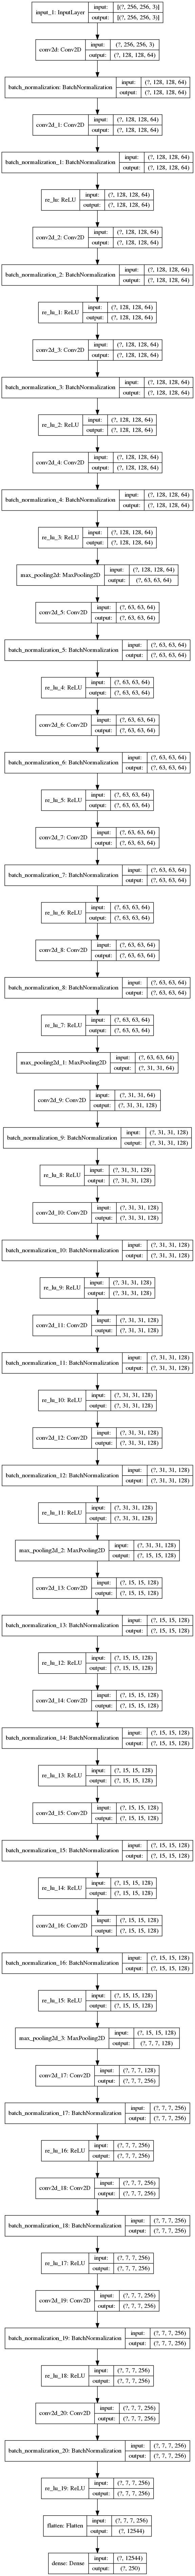 input_1: InputLayer
input: [(?, 256, 256, 3)]
output: [(?, 256, 256, 3)]
conv2d: Conv2D
input: (?, 256, 256, 3)
output: (?, 128, 128, 64)
batch_normalization: BatchNormalization
input: (?, 128, 128, 64)
output: (?, 128, 128, 64)
conv2d_1: Conv2D
input: (?, 128, 128, 64)
output: (?, 128, 128, 64)
batch_normalization_1: BatchNormalization
input: (?, 128, 128, 64)
output: (?, 128, 128, 64)
re_lu: ReLU
input: (?, 128, 128, 64)
output: (?, 128, 128, 64)
conv2d_2: Conv2D
input: (?, 128, 128, 64)
output: (?, 128, 128, 64)
batch_normalization_2: BatchNormalization
input: (?, 128, 128, 64)
output: (?, 128, 128, 64)
re_lu_1: ReLU
input: (?, 128, 128, 64)
output: (?, 128, 128, 64)
conv2d_3: Conv2D
input: (?, 128, 128, 64)
output: (?, 128, 128, 64)
batch_normalization_3: BatchNormalization
input: (?, 128, 128, 64)
output: (?, 128, 128, 64)
re_lu_2: ReLU
input: (?, 128, 128, 64)
output: (?, 128, 128, 64)
conv2d_4: Conv2D
input: (?, 128, 128, 64)
output: (?, 128, 128, 64)
batch_normalization_4: BatchNormalization
input: (?, 128, 128, 64)
output: (?, 128, 128, 64)
re_lu_3: ReLU
input: (?, 128, 128, 64)
output: (?, 128, 128, 64)
max_pooling2d: MaxPooling2D
input: (?, 128, 128, 64)
output: (?, 63, 63, 64)
conv2d_5: Conv2D
input: (?, 63, 63, 64)
output: (?, 63, 63, 64)
batch_normalization_5: BatchNormalization
input: (?, 63, 63, 64)
output: (?, 63, 63, 64)
re_lu_4: ReLU
input: (?, 63, 63, 64)
output: (?, 63, 63, 64)
conv2d_6: Conv2D
input: (?, 63, 63, 64)
output: (?, 63, 63, 64)
batch_normalization_6: BatchNormalization
input: (?, 63, 63, 64)
output: (?, 63, 63, 64)
re_lu_5: ReLU
input: (?, 63, 63, 64)
output: (?, 63, 63, 64)
conv2d_7: Conv2D
input: (?, 63, 63, 64)
output: (?, 63, 63, 64)
batch_normalization_7: BatchNormalization
input: (?, 63, 63, 64)
output: (?, 63, 63, 64)
re_lu_6: ReLU
input: (?, 63, 63, 64)
output: (?, 63, 63, 64)
conv2d_8: Conv2D
input: (?, 63, 63, 64)
output: (?, 63, 63, 64)
batch_normalization_8: BatchNormalization
input: (?, 63, 63, 64)
output: (?, 63, 63, 64)
re_lu_7: ReLU
input: (?, 63, 63, 64)
output: (?, 63, 63, 64)
max_pooling2d_1: MaxPooling2D
input: (?, 63, 63, 64)
output: (?, 31, 31, 64)
conv2d_9: Conv2D
input: (?, 31, 31, 64)
output: (?, 31, 31, 128)
batch_normalization_9: BatchNormalization
input: (?, 31, 31, 128)
output: (?, 31, 31, 128)
re_lu_8: ReLU
input: (?, 31, 31, 128)
output: (?, 31, 31, 128)
conv2d_10: Conv2D
input: (?, 31, 31, 128)
output: (?, 31, 31, 128)
batch_normalization_10: BatchNormalization
input: (?, 31, 31, 128)
output: (?, 31, 31, 128)
re_lu_9: ReLU
input: (?, 31, 31, 128)
output: (?, 31, 31, 128)
conv2d_11: Conv2D
input: (?, 31, 31, 128)
output: (?, 31, 31, 128)
batch_normalization_11: BatchNormalization
input: (?, 31, 31, 128)
output: (?, 31, 31, 128)
re_lu_10: ReLU
input: (?, 31, 31, 128)
output: (?, 31, 31, 128)
conv2d_12: Conv2D
input: (?, 31, 31, 128)
output: (?, 31, 31, 128)
batch_normalization_12: BatchNormalization
input: (?, 31, 31, 128)
output: (?, 31, 31, 128)
re_lu_11: ReLU
input: (?, 31, 31, 128)
output: (?, 31, 31, 128)
max_pooling2d_2: MaxPooling2D
input: (?, 31, 31, 128)
output: (?, 15, 15, 128)
conv2d_13: Conv2D
input: (?, 15, 15, 128)
output: (?, 15, 15, 128)
batch_normalization_13: BatchNormalization
input: (?, 15, 15, 128)
output: (?, 15, 15, 128)
re_lu_12: ReLU
input: (?, 15, 15, 128)
output: (?, 15, 15, 128)
conv2d_14: Conv2D
input: (?, 15, 15, 128)
output: (?, 15, 15, 128)
batch_normalization_14: BatchNormalization
input: (?, 15, 15, 128)
output: (?, 15, 15, 128)
re_lu_13: ReLU
input: (?, 15, 15, 128)
output: (?, 15, 15, 128)
conv2d_15: Conv2D
input: (?, 15, 15, 128)
output: (?, 15, 15, 128)
batch_normalization_15: BatchNormalization
input: (?, 15, 15, 128)
output: (?, 15, 15, 128)
re_lu_14: ReLU
input: (?, 15, 15, 128)
output: (?, 15, 15, 128)
conv2d_16: Conv2D
input: (?, 15, 15, 128)
output: (?, 15, 15, 128)
batch_normalization_16: BatchNormalization
input: (?, 15, 15, 128)
output: (?, 15, 15, 128)
re_lu_15: ReLU
input: (?, 15, 15, 128)
output: (?, 15, 15, 128)
max_pooling2d_3: MaxPooling2D
input: (?, 15, 15, 128)
output: (?, 7, 7, 128)
conv2d_17: Conv2D
input: (?, 7, 7, 128)
output: (?, 7, 7, 256)
batch_normalization_17: BatchNormalization
input: (?, 7, 7, 256)
output: (?, 7, 7, 256)
re_lu_16: ReLU
input: (?, 7, 7, 256)
output: (?, 7, 7, 256)
conv2d_18: Conv2D
input: (?, 7, 7, 256)
output: (?, 7, 7, 256)
batch_normalization_18: BatchNormalization
input: (?, 7, 7, 256)
output: (?, 7, 7, 256)
re_lu_17: ReLU
input: (?, 7, 7, 256)
output: (?, 7, 7, 256)
conv2d_19: Conv2D
input: (?, 7, 7, 256)
output: (?, 7, 7, 256)
batch_normalization_19: BatchNormalization
input: (?, 7, 7, 256)
output: (?, 7, 7, 256)
re_lu_18: ReLU
input: (?, 7, 7, 256)
output: (?, 7, 7, 256)
conv2d_20: Conv2D
input: (?, 7, 7, 256)
output: (?, 7, 7, 256)
batch_normalization_20: BatchNormalization
input: (?, 7, 7, 256)
output: (?, 7, 7, 256)
re_lu_19: ReLU
input: (?, 7, 7, 256)
output: (?, 7, 7, 256)
flatten: Flatten
input: (?, 7, 7, 256)
output: (?, 12544)
dense: Dense
input: (?, 12544)
output: (?, 250)